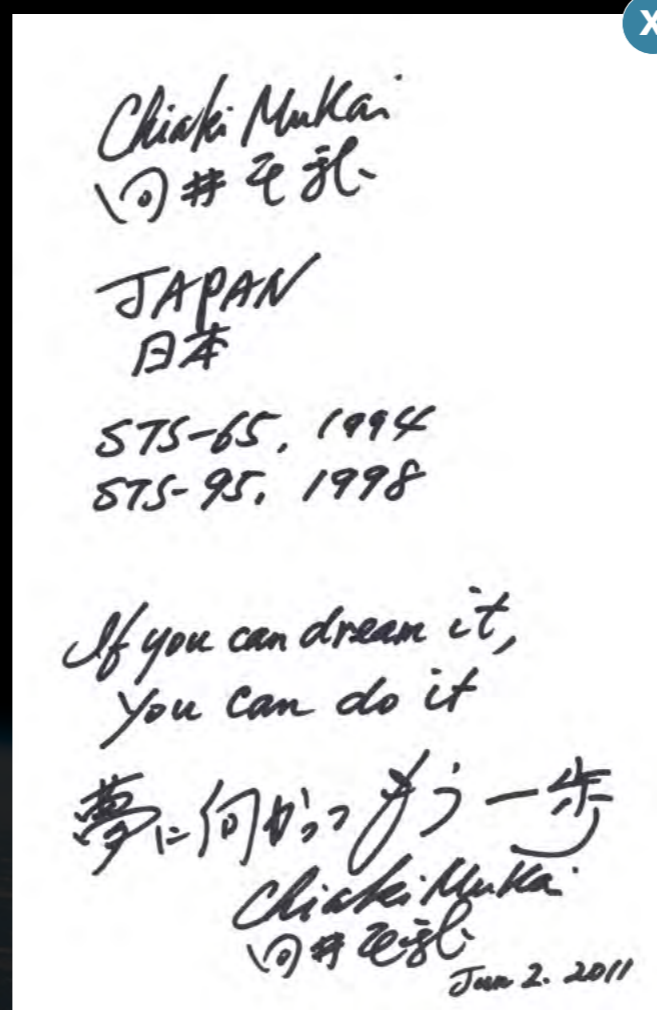 X
Chiaki Mukai
向井千秋
JAPAN
日本
STS-65, 1994
STS-95, 1998
If you can dream it,
you can do it
夢に向かってもう一歩
Chiaki Mukai
向井千秋
Jun 2. 2011